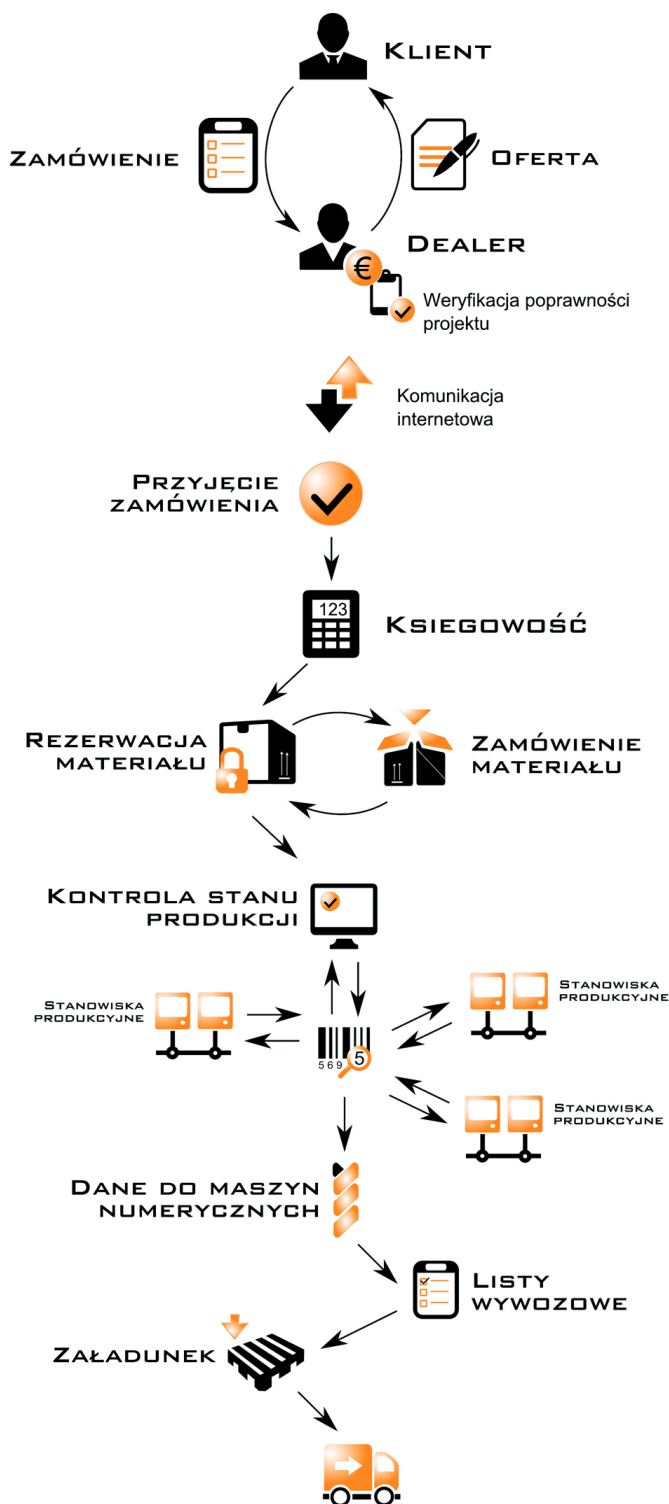 Klient
Zamówienie
Oferta
Dealer
€
Weryfikacja poprawności
projektu
Komunikacja
internetowa
Przyjęcie
zamówienia
123
Ksiegowość
Rezerwacja
materiału
Zamówienie
materiału
Kontrola stanu
produkcji
Stanowiska
produkcyjne
Stanowiska
produkcyjne
569 5
Stanowiska
produkcyjne
Dane do maszyn
numerycznych
Listy
wywozowe
Załadunek